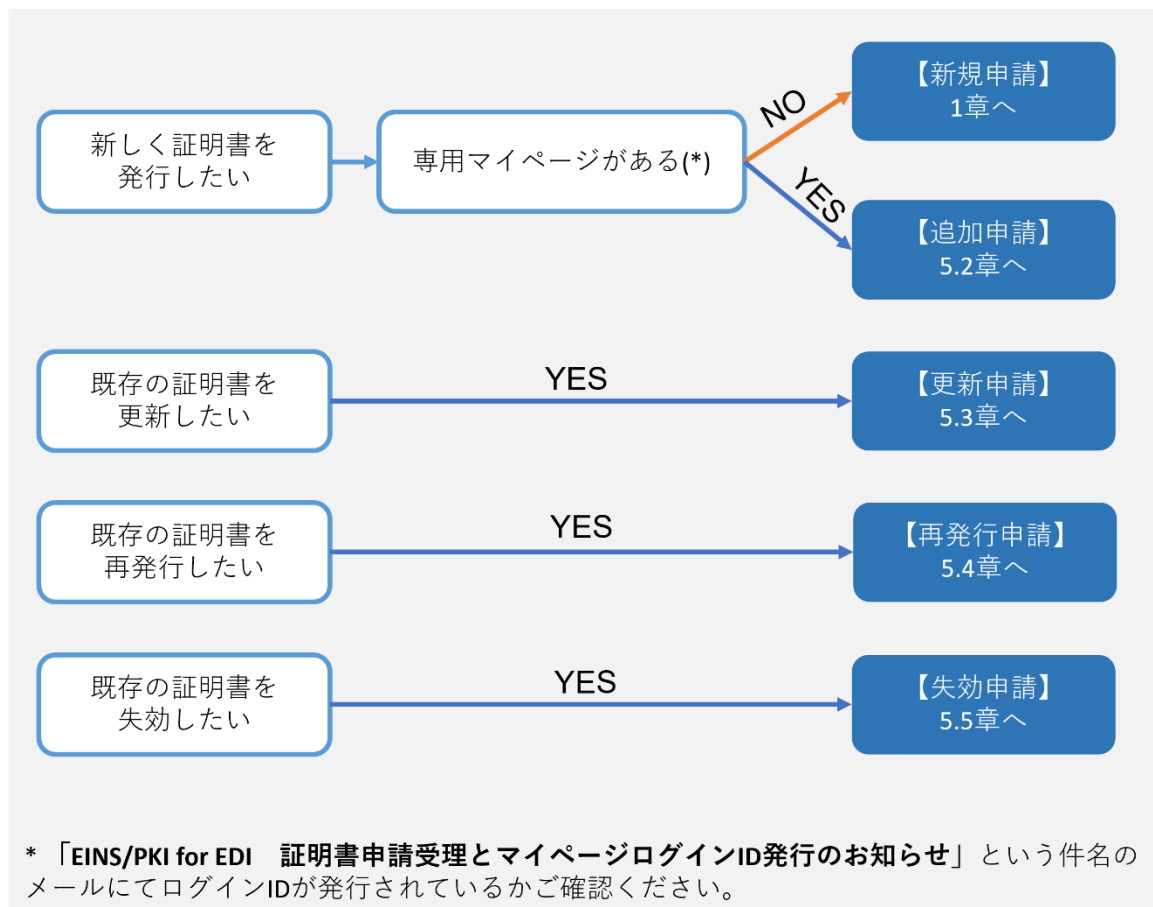 新しく証明書を
発行したい
専用マイページがある(*)
NO
【新規申請】
1章へ
YES
【追加申請】
5.2章へ
既存の証明書を
更新したい
YES
【更新申請】
5.3章へ
既存の証明書を
再発行したい
YES
【再発行申請】
5.4章へ
既存の証明書を
失効したい
YES
【失効申請】
5.5章へ
* 「EINS/PKI for EDI　証明書申請受理とマイページログインID発行のお知らせ」という件名の
メールにてログインIDが発行されているかご確認ください。